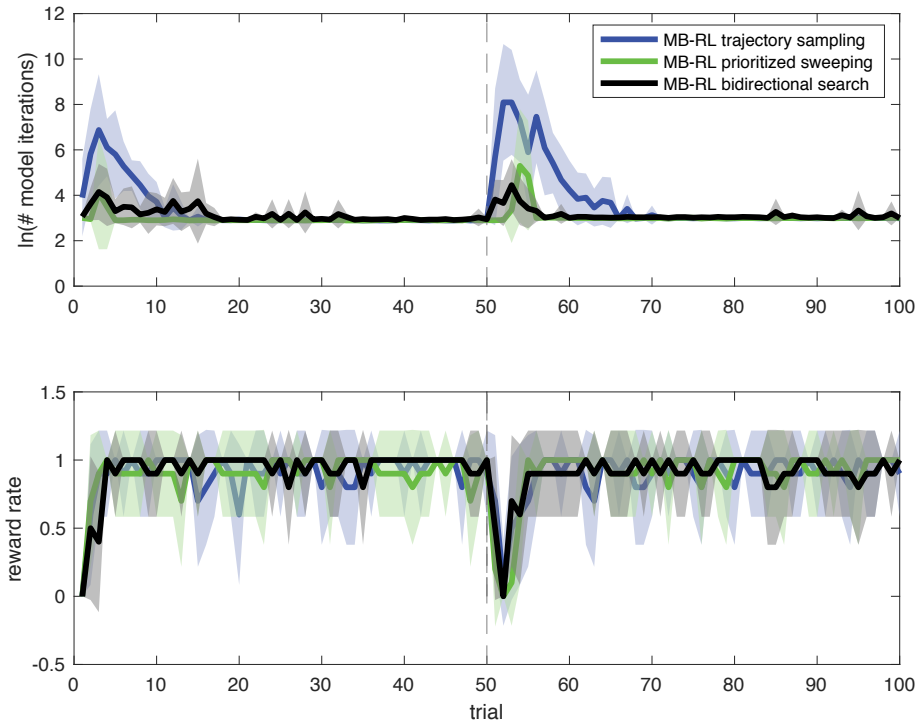 12
10
8
6
4
2
0
ln(# model iterations)
MB-RL trajectory sampling
MB-RL prioritized sweeping
MB-RL bidirectional search
0 10 20 30 40 50 60 70 80 90 100
1.5
1
0.5
0
-0.5
reward rate
0 10 20 30 40 50 60 70 80 90 100
trial